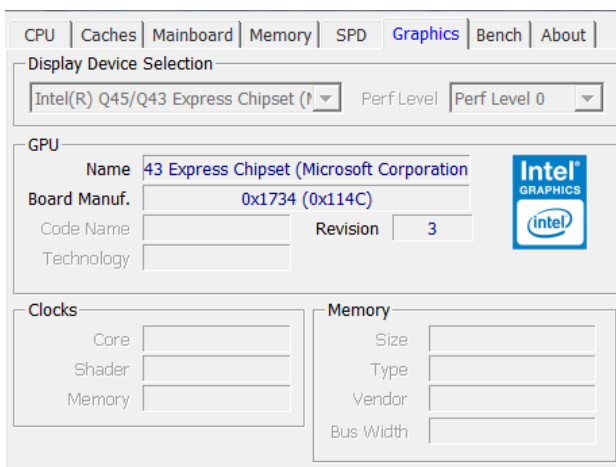 CPU Caches Mainboard Memory SPD Graphics Bench About
Display Device Selection
Intel(R) Q45/Q43 Express Chipset (M Perf Level Perf Level 0
GPU
Name 43 Express Chipset (Microsoft Corporation
Board Manuf. 0x1734 (0x114C)
Code Name Revision 3
Technology
Intel®
GRAPHICS
(intel)
Clocks
Core
Shader
Memory
Memory
Size
Type
Vendor
Bus Width